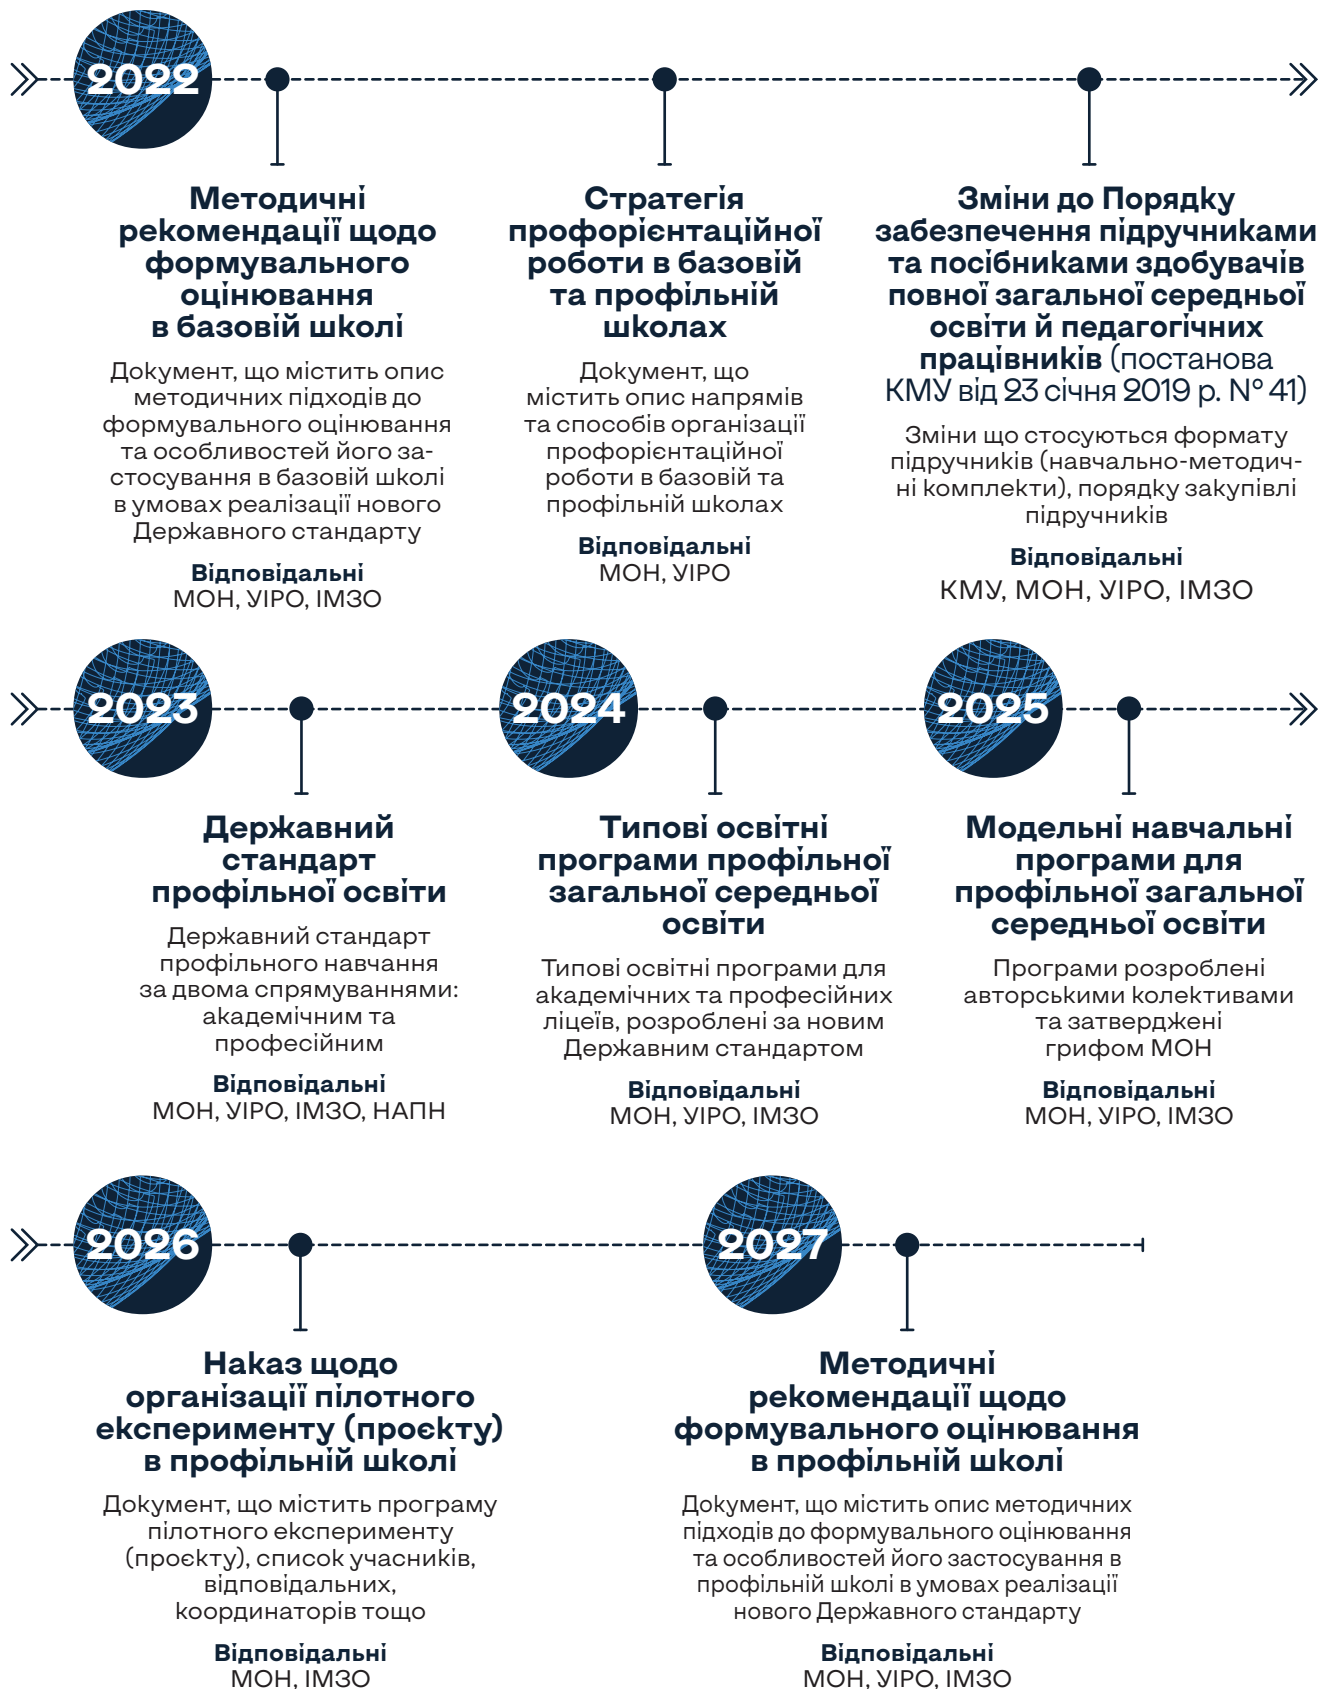 2022
Методичні
рекомендації щодо
формувального
оцінювання
в базовій школі
Документ, що містить опис
методичних підходів до
формувального оцінювання
та особливостей його за-
стосування в базовій школі
в умовах реалізації нового
Державного стандарту
Відповідальні
МОН, УІРО, ІМЗО
Стратегія
профорієнтаційної
роботи в базовій
та профільній
школах
Документ, що
містить опис напрямів
та способів організації
профорієнтаційної
роботи в базовій та
профільній школах
Відповідальні
МОН, УІРО
Зміни до Порядку
забезпечення підручниками
та посібниками здобувачів
повної загальної середньої
освіти й педагогічних
працівників (постанова
КМУ від 23 січня 2019 р. № 41)
Зміни що стосуються формату
підручників (навчально-методич-
ні комплекти), порядку закупівлі
підручників
Відповідальні
КМУ, МОН, УІРО, ІМЗО
2023
Державний
стандарт
профільної освіти
Державний стандарт
профільного навчання
за двома спрямуваннями:
академічним та
професійним
Відповідальні
МОН, УІРО, ІМЗО, НАПН
2024
Типові освітні
програми профільної
загальної середньої
освіти
Типові освітні програми для
академічних та професійних
ліцеїв, розроблені за новим
Державним стандартом
Відповідальні
МОН, УІРО, ІМЗО
2025
Модельні навчальні
програми для
профільної загальної
середньої освіти
Програми розроблені
авторськими колективами
та затверджені
грифом МОН
Відповідальні
МОН, УІРО, ІМЗО
2026
Наказ щодо
організації пілотного
експерименту (проєкту)
в профільній школі
Документ, що містить програму
пілотного експерименту
(проєкту), список учасників,
відповідальних,
координаторів тощо
Відповідальні
МОН, ІМЗО
2027
Методичні
рекомендації щодо
формувального оцінювання
в профільній школі
Документ, що містить опис методичних
підходів до формувального оцінювання
та особливостей його застосування в
профільній школі в умовах реалізації
нового Державного стандарту
Відповідальні
МОН, УІРО, ІМЗО